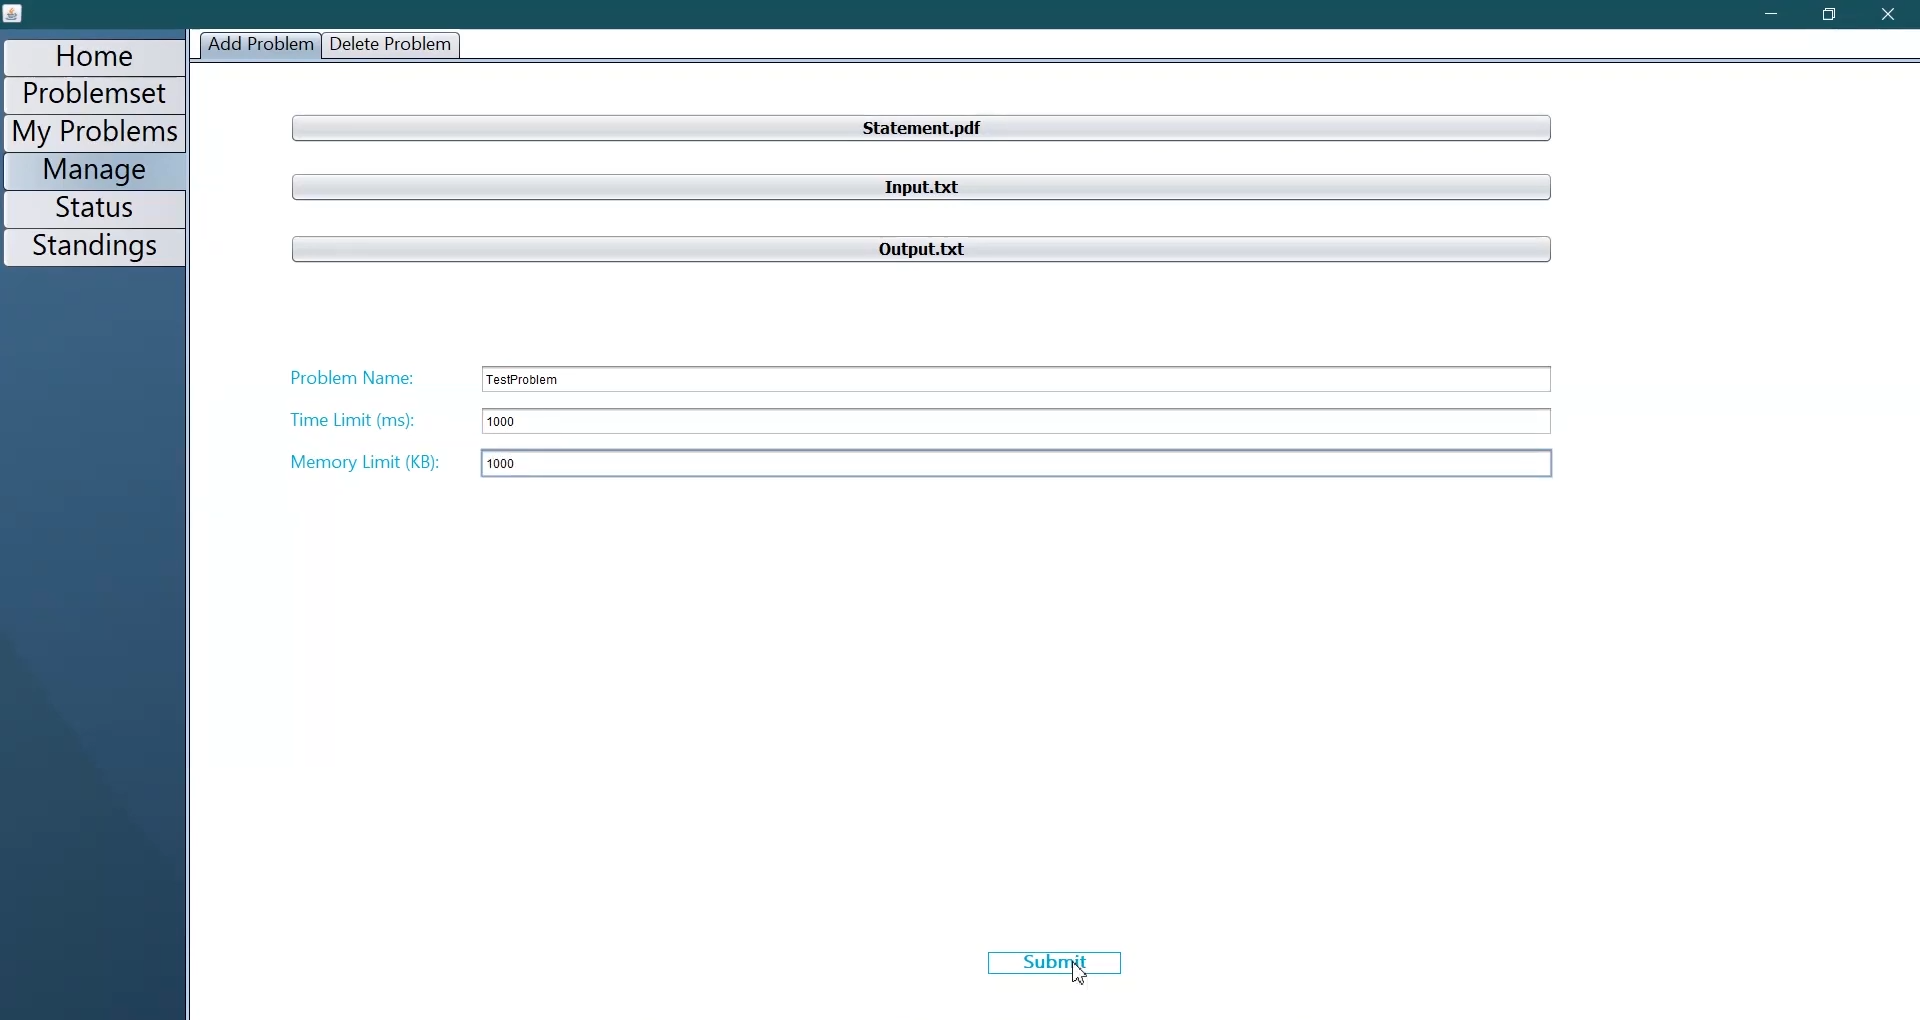 Home
Problemset
My Problems
Manage
Status
Standings
Add Problem
Delete Problem
Statement.pdf
Input.txt
Output.txt
Problem Name:
TestProblem
Time Limit (ms):
1000
Memory Limit (KB):
1000
Submit